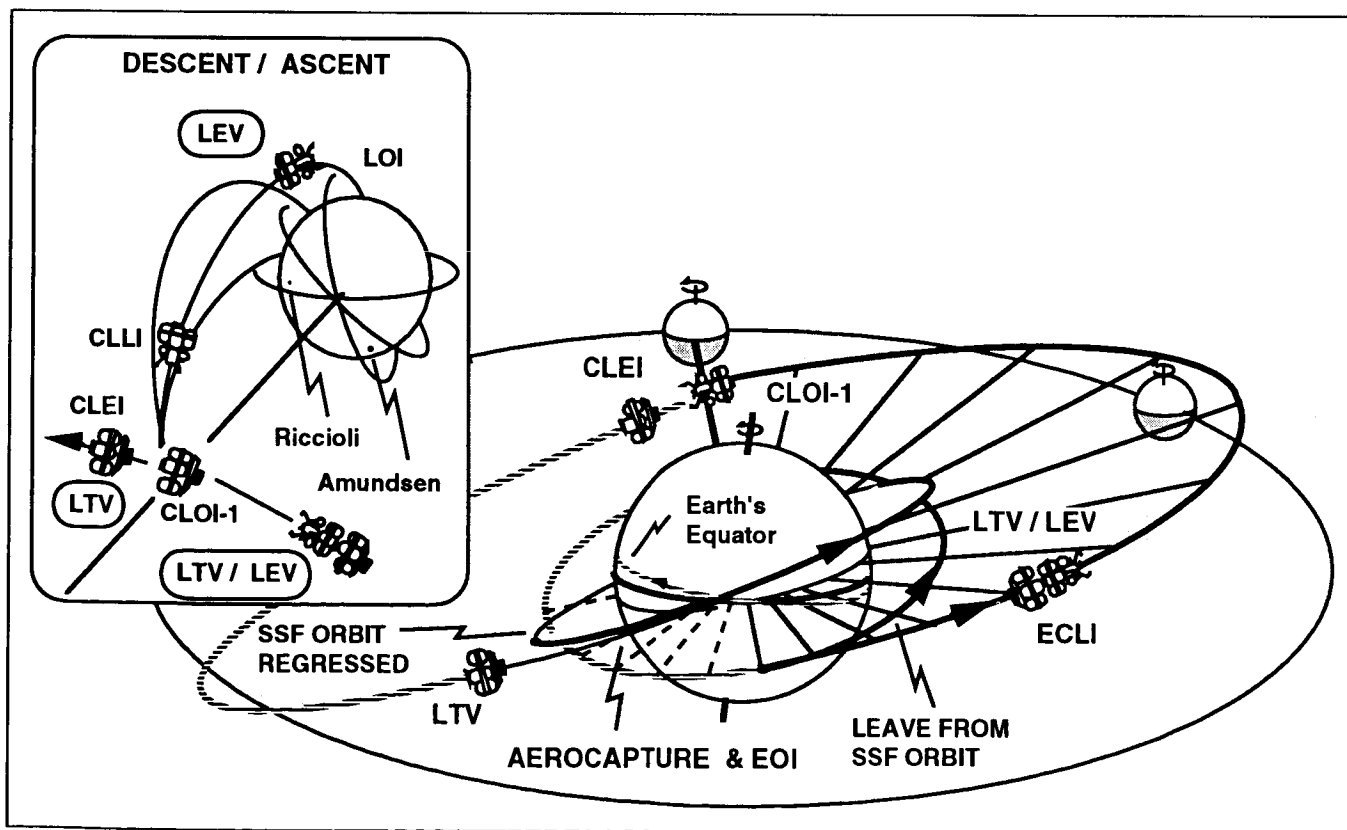 DESCENT / ASCENT
LEV
LOI
CLLI
CLEI
Riccioli
LTV
CLOI-1
Amundsen
LTV / LEV
CLEI
CLOI-1
Earth's
Equator
LTV / LEV
SSF ORBIT
REGRESSED
ECLI
LTV
LEAVE FROM
SSF ORBIT
AEROCAPTURE & EOI